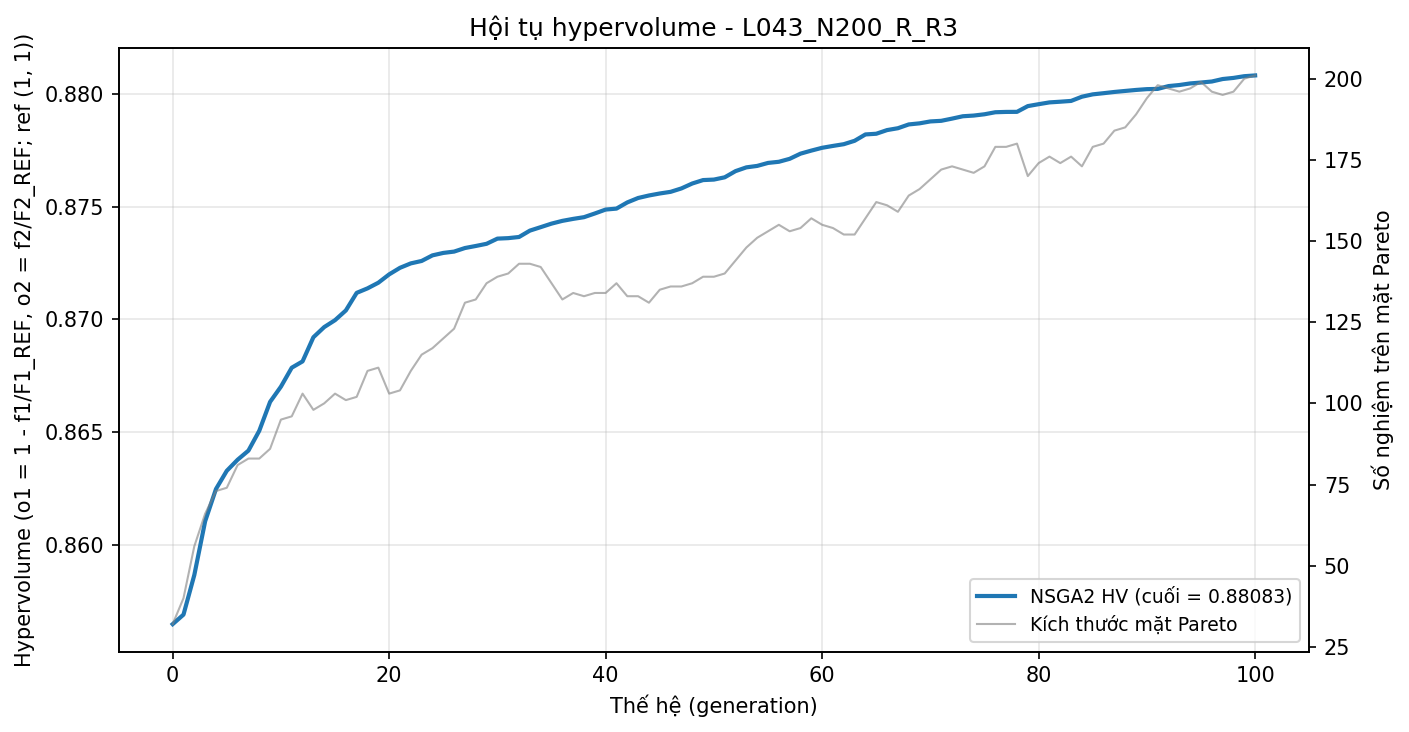 Hội tụ hypervolume - L043_N200_R_R3
Hypervolume (o1 = 1 - f1/F1_REF, o2 = f2/F2_REF; ref (1, 1))
0.880
0.875
0.870
0.865
0.860
200
175
150
125
100
75
50
25
Số nghiệm trên mặt Pareto
NSGA2 HV (cuối = 0.88083)
Kích thước mặt Pareto
0 20 40 60 80 100
Thế hệ (generation)